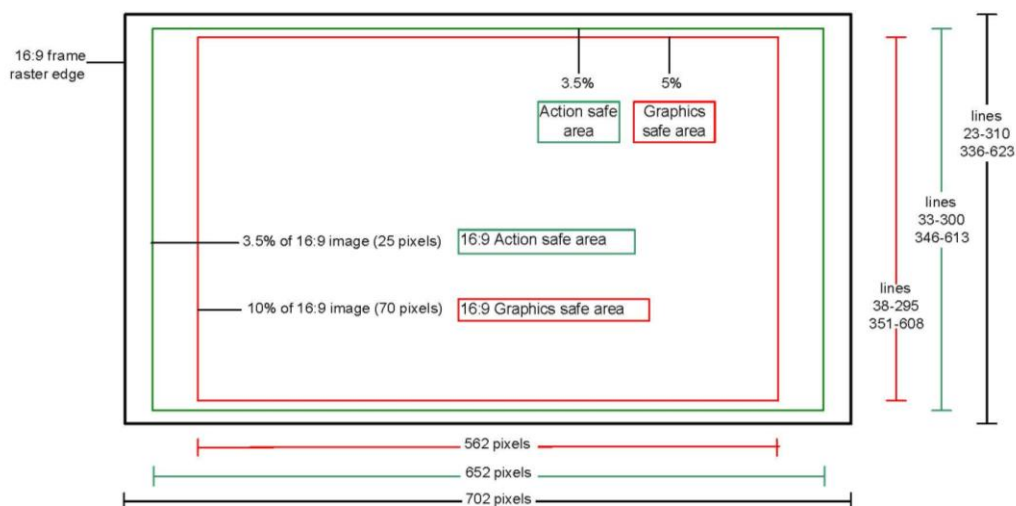 16:9 frame
raster edge
3.5%
5%
Action safe
area
Graphics
safe area
lines
23-310
336-623
lines
33-300
346-613
3.5% of 16:9 image (25 pixels)
16:9 Action safe area
lines
38-295
351-608
10% of 16:9 image (70 pixels)
16:9 Graphics safe area
562 pixels
652 pixels
702 pixels